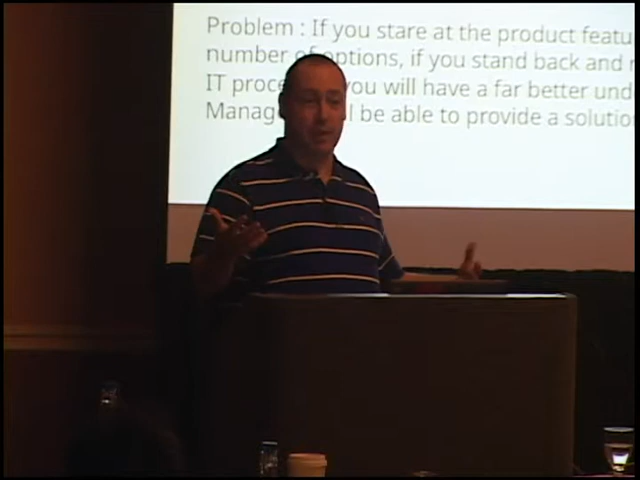 Problem : If you stare at the product featu
number of options, if you stand back and
IT proce you will have a far better und
Manag ll be able to provide a solutio